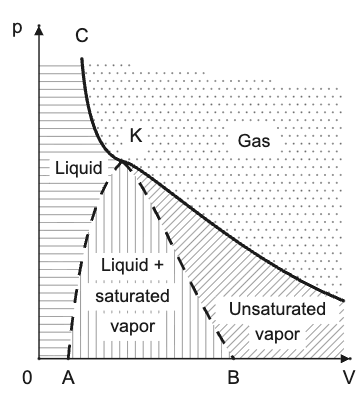 p
C
K
Gas
Liquid
Liquid +
saturated
vapor
Unsaturated
vapor
0
A
B
V